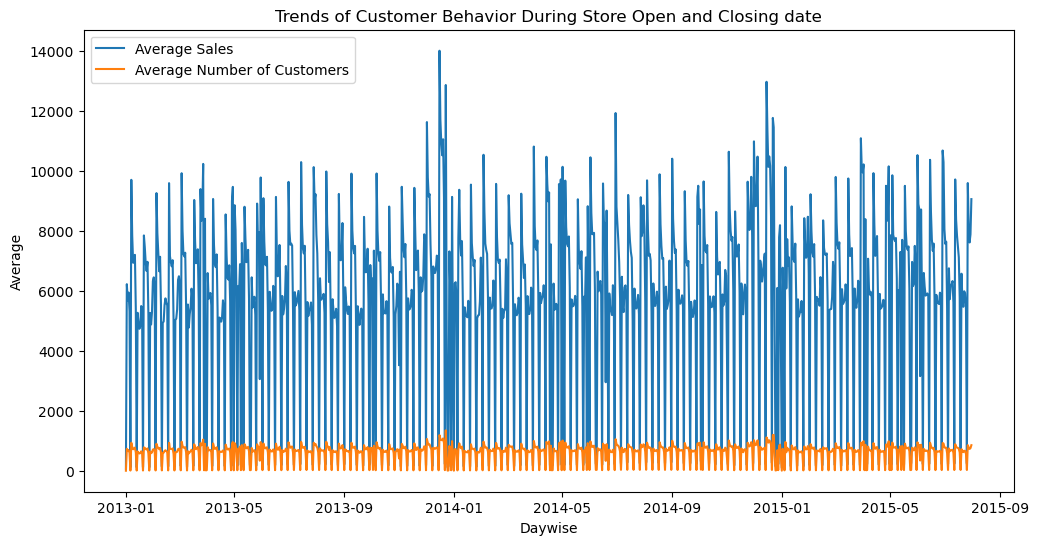 Trends of Customer Behavior During Store Open and Closing date
Average Sales
Average Number of Customers
14000
12000
10000
8000
6000
4000
2000
0
Average
2013-01 2013-05 2013-09 2014-01 2014-05 2014-09 2015-01 2015-05 2015-09
Daywise